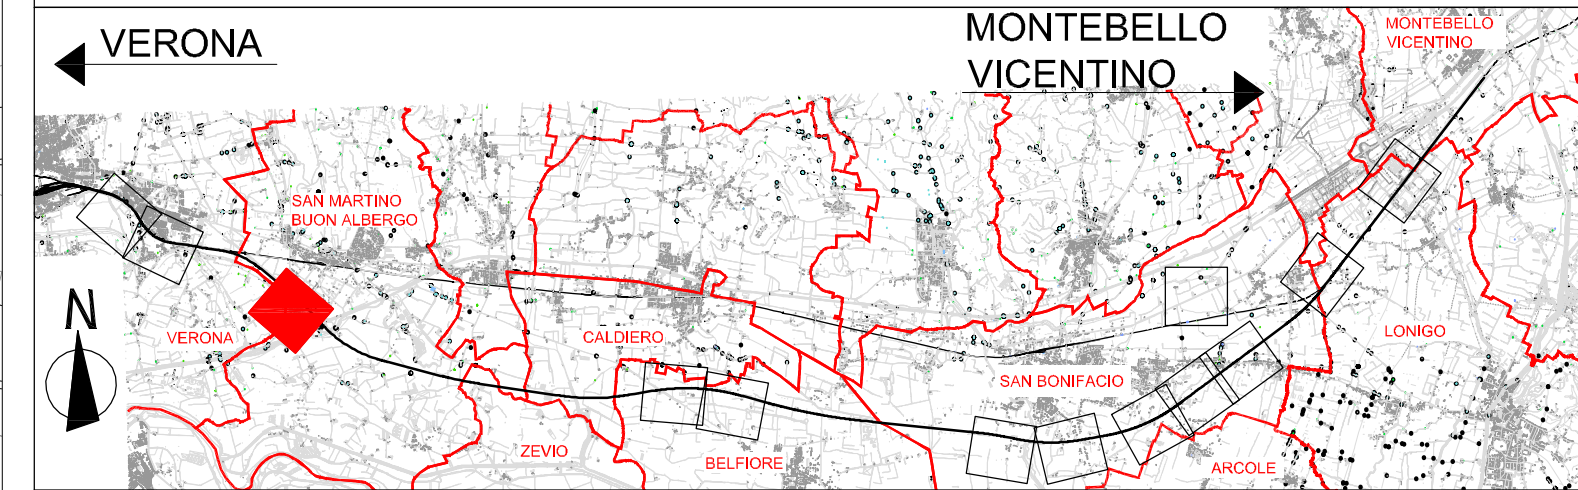 VERONA
MONTEBELLO
VICENTINO
MONTEBELLO
VICENTINO
SAN MARTINO
BUON ALBERGO
N
VERONA
CALDIERO
LONIGO
SAN BONIFACIO
ZEVIO
BELFIORE
ARCOLE